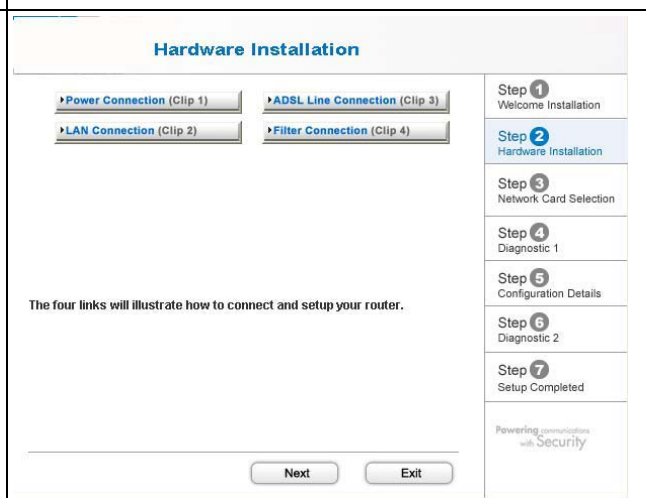 Hardware Installation
Power Connection (Clip 1)
ADSL Line Connection (Clip 3)
LAN Connection (Clip 2)
Filter Connection (Clip 4)
The four links will illustrate how to connect and setup your router.
Next
Exit
Step 1
Welcome Installation
Step 2
Hardware Installation
Step 3
Network Card Selection
Step 4
Diagnostic 1
Step 5
Configuration Details
Step 6
Diagnostic 2
Step 7
Setup Completed
Powering communications
with Security